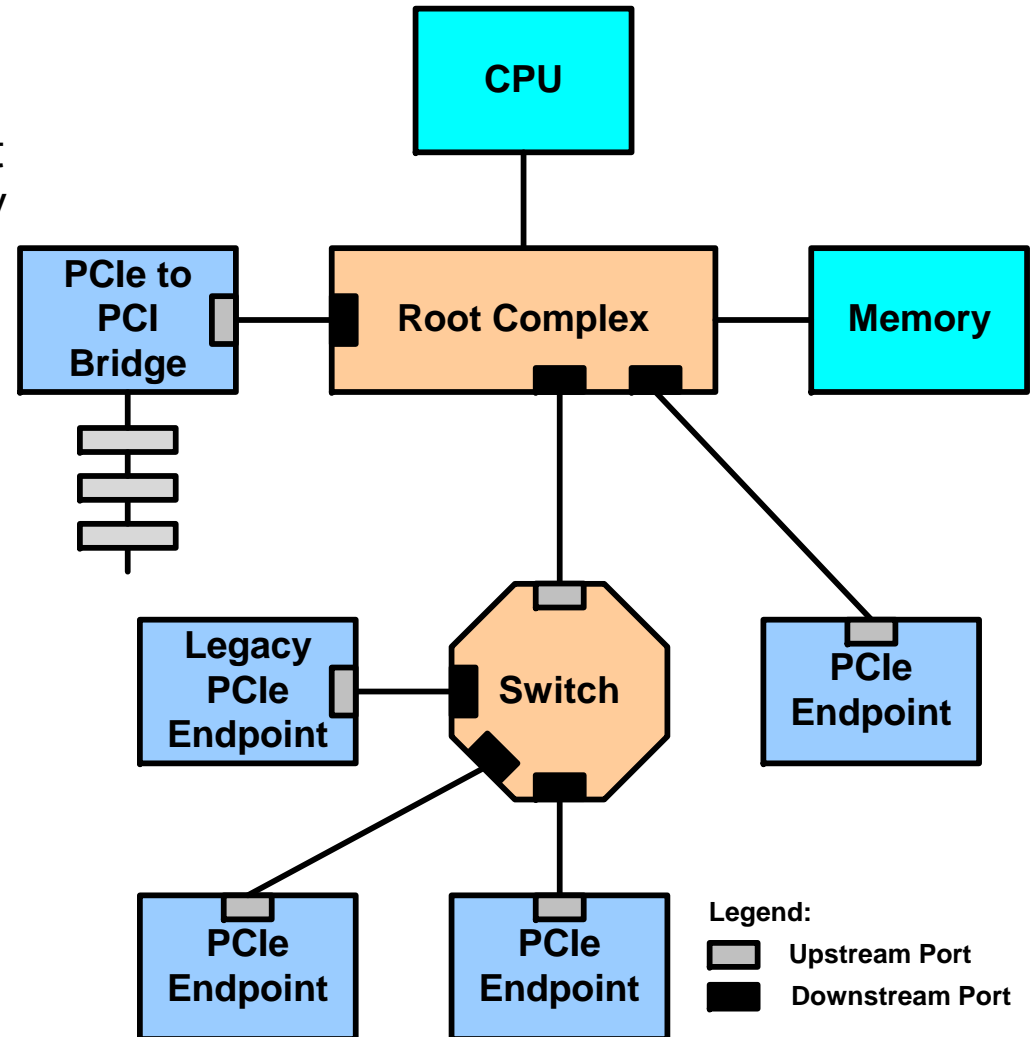 CPU
PCIe to
PCI
Bridge
Root Complex
Memory
Legacy
PCIe
Endpoint
Switch
PCIe
Endpoint
PCIe
Endpoint
PCIe
Endpoint
Legend:
Upstream Port
Downstream Port